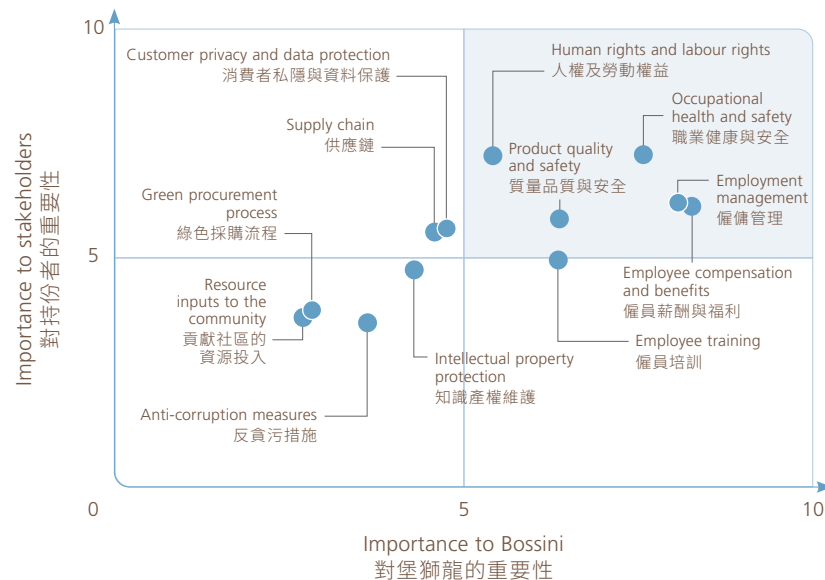 10
Customer privacy and data protection
消費者私隱與資料保護
Human rights and labour rights
人權及勞動權益
Occupational
health and safety
職業健康與安全
Supply chain
供應鏈
Product quality
and safety
質量品質與安全
Green procurement
process
綠色採購流程
Employment
management
僱傭管理
Importance to stakeholders
對持份者的重要性
5
Resource
inputs to the
community
貢獻社區的
資源投入
Employee compensation
and benefits
僱員薪酬與福利
Employee training
僱員培訓
Intellectual property
protection
知識產權維護
Anti-corruption measures
反貪污措施
0
5
10
Importance to Bossini
對堡獅龍的重要性